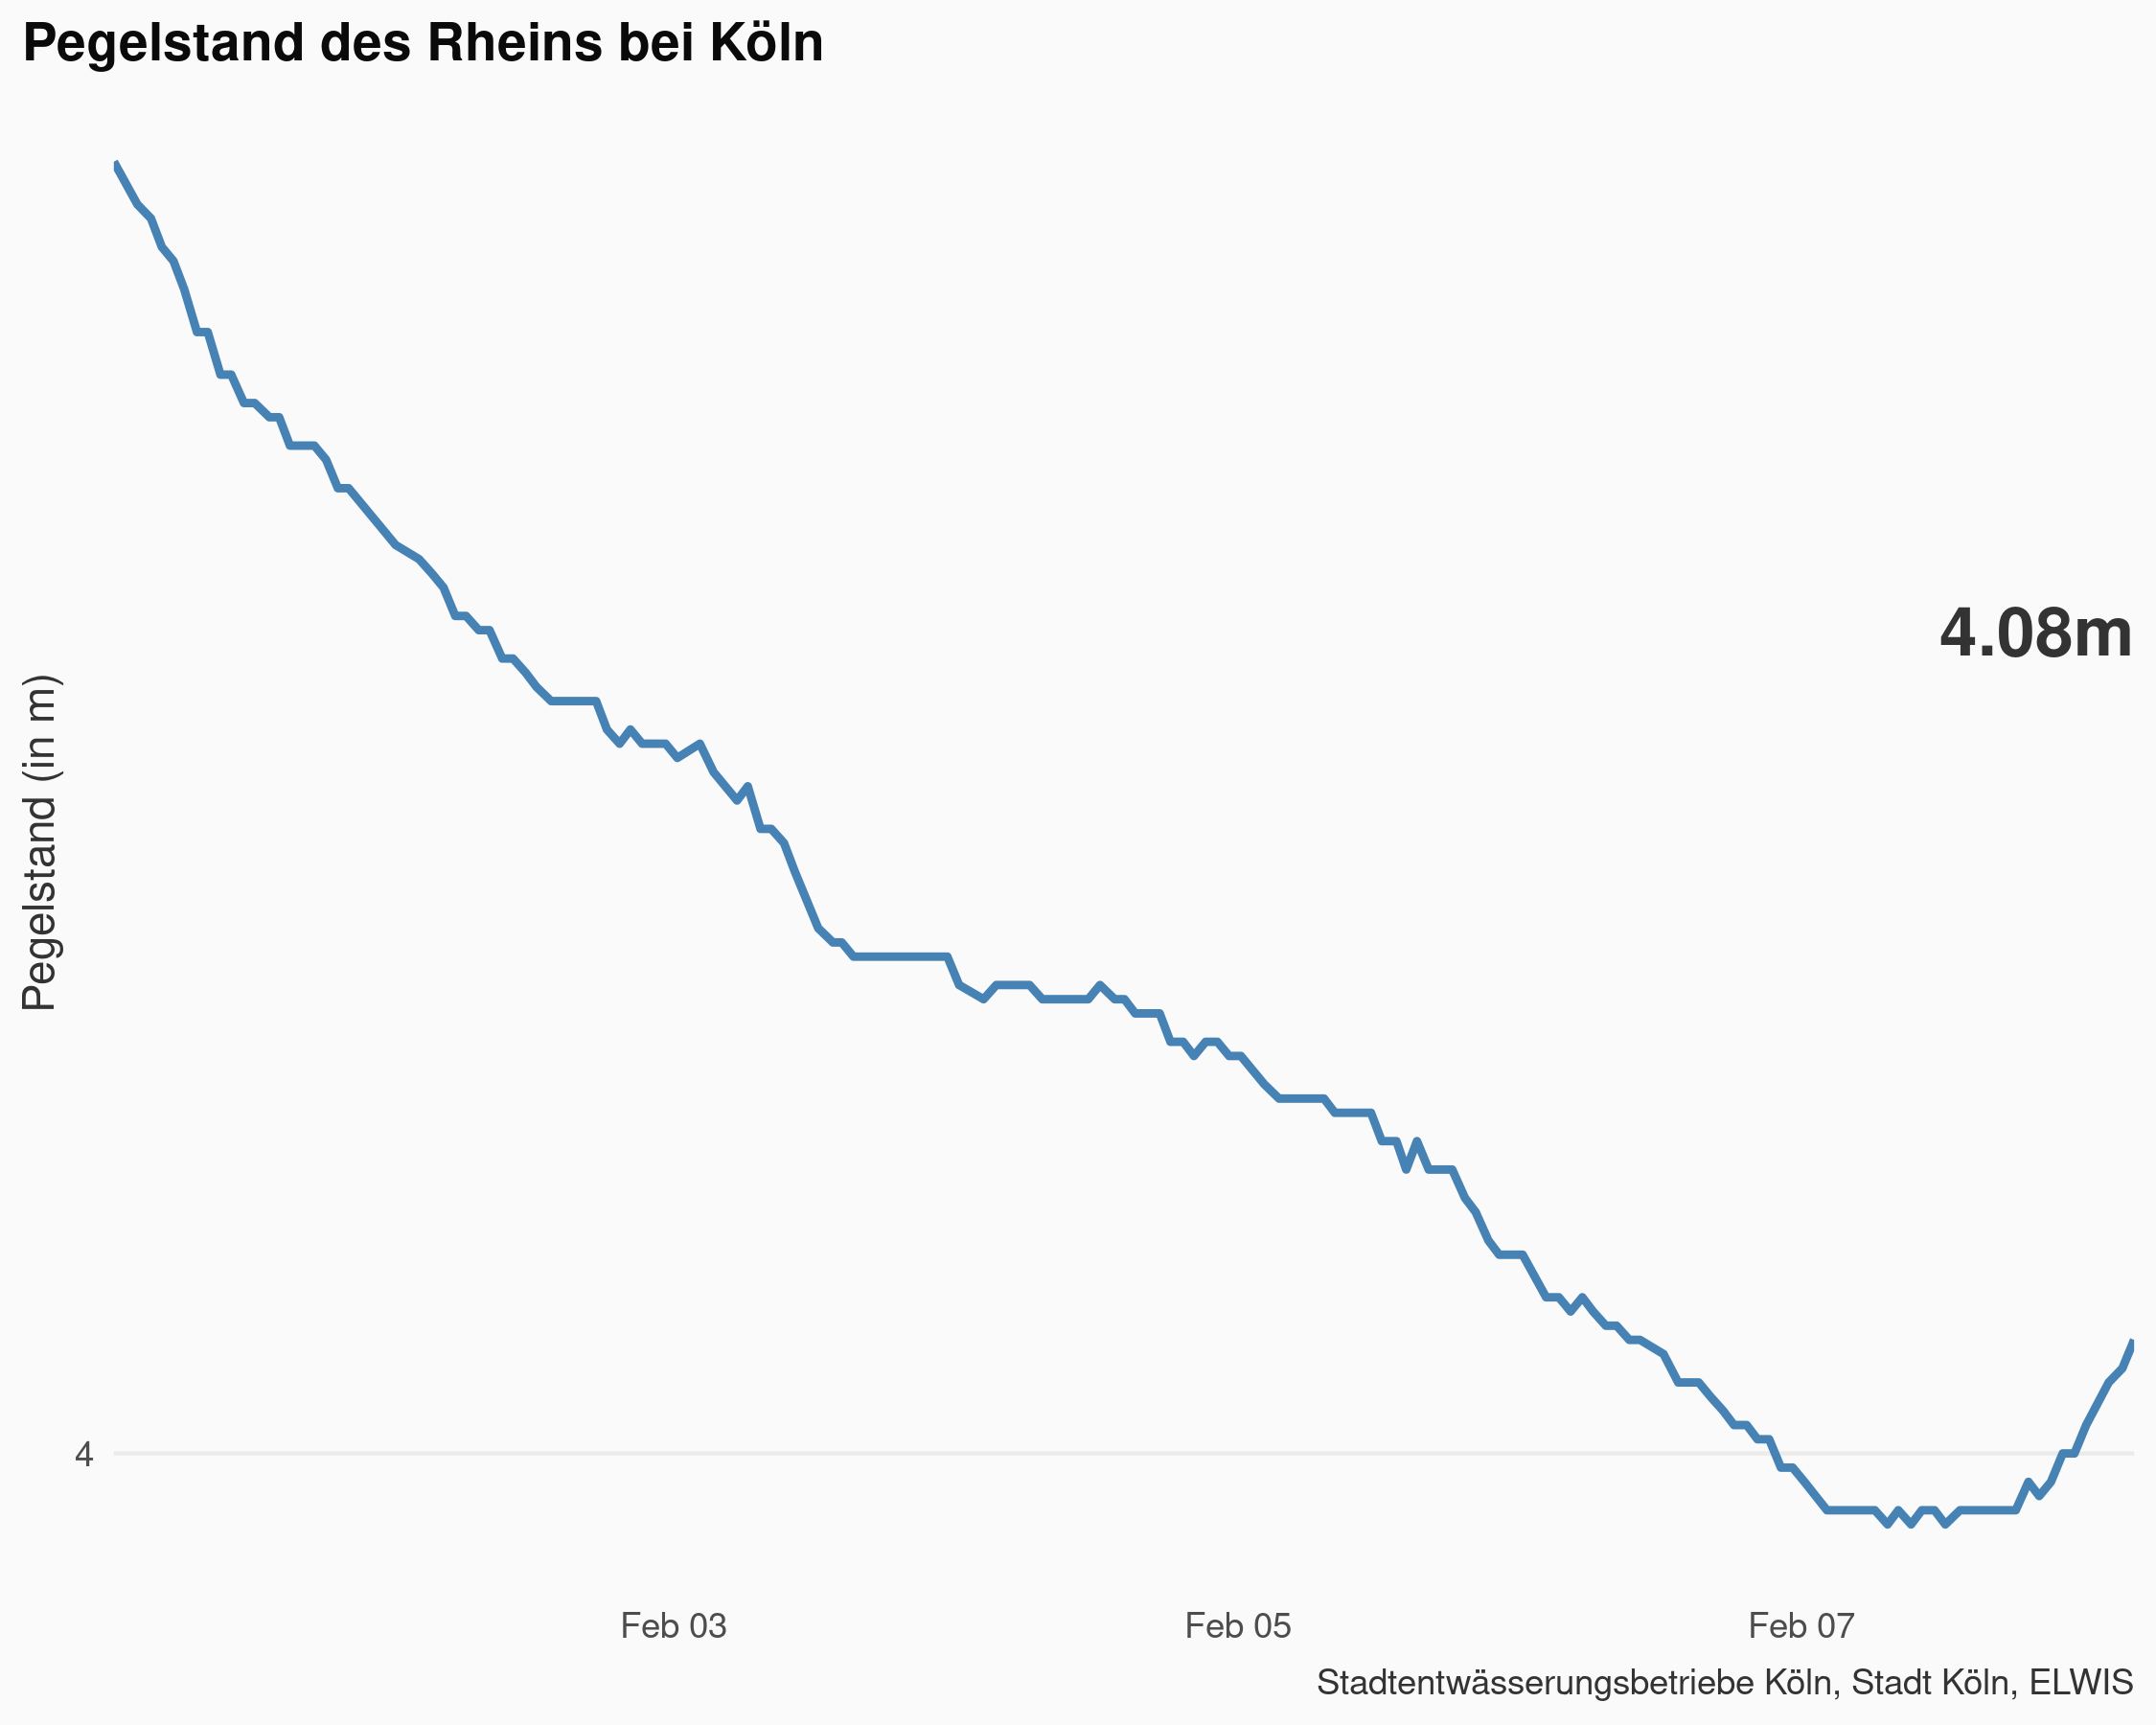 Pegelstand des Rheins bei Köln
4.08m
Pegelstand (in m)
4
Feb 03 Feb 05 Feb 07
Stadtentwässerungsbetriebe Köln, Stadt Köln, ELWIS